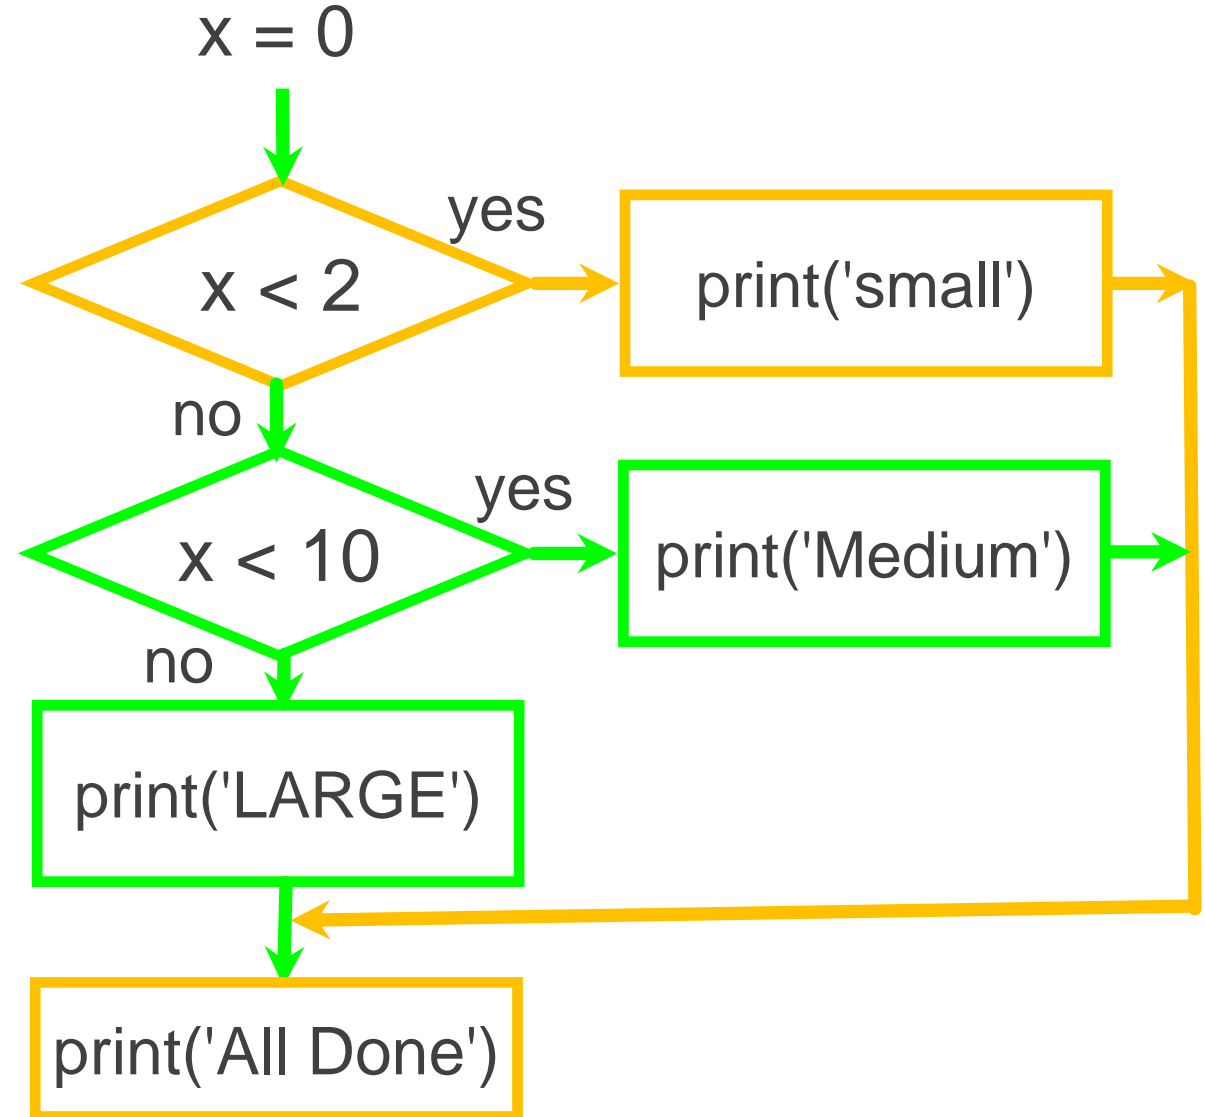 x = 0
yes
x < 2
print('small')
no
yes
x < 10
print('Medium')
no
print('LARGE')
print('All Done')